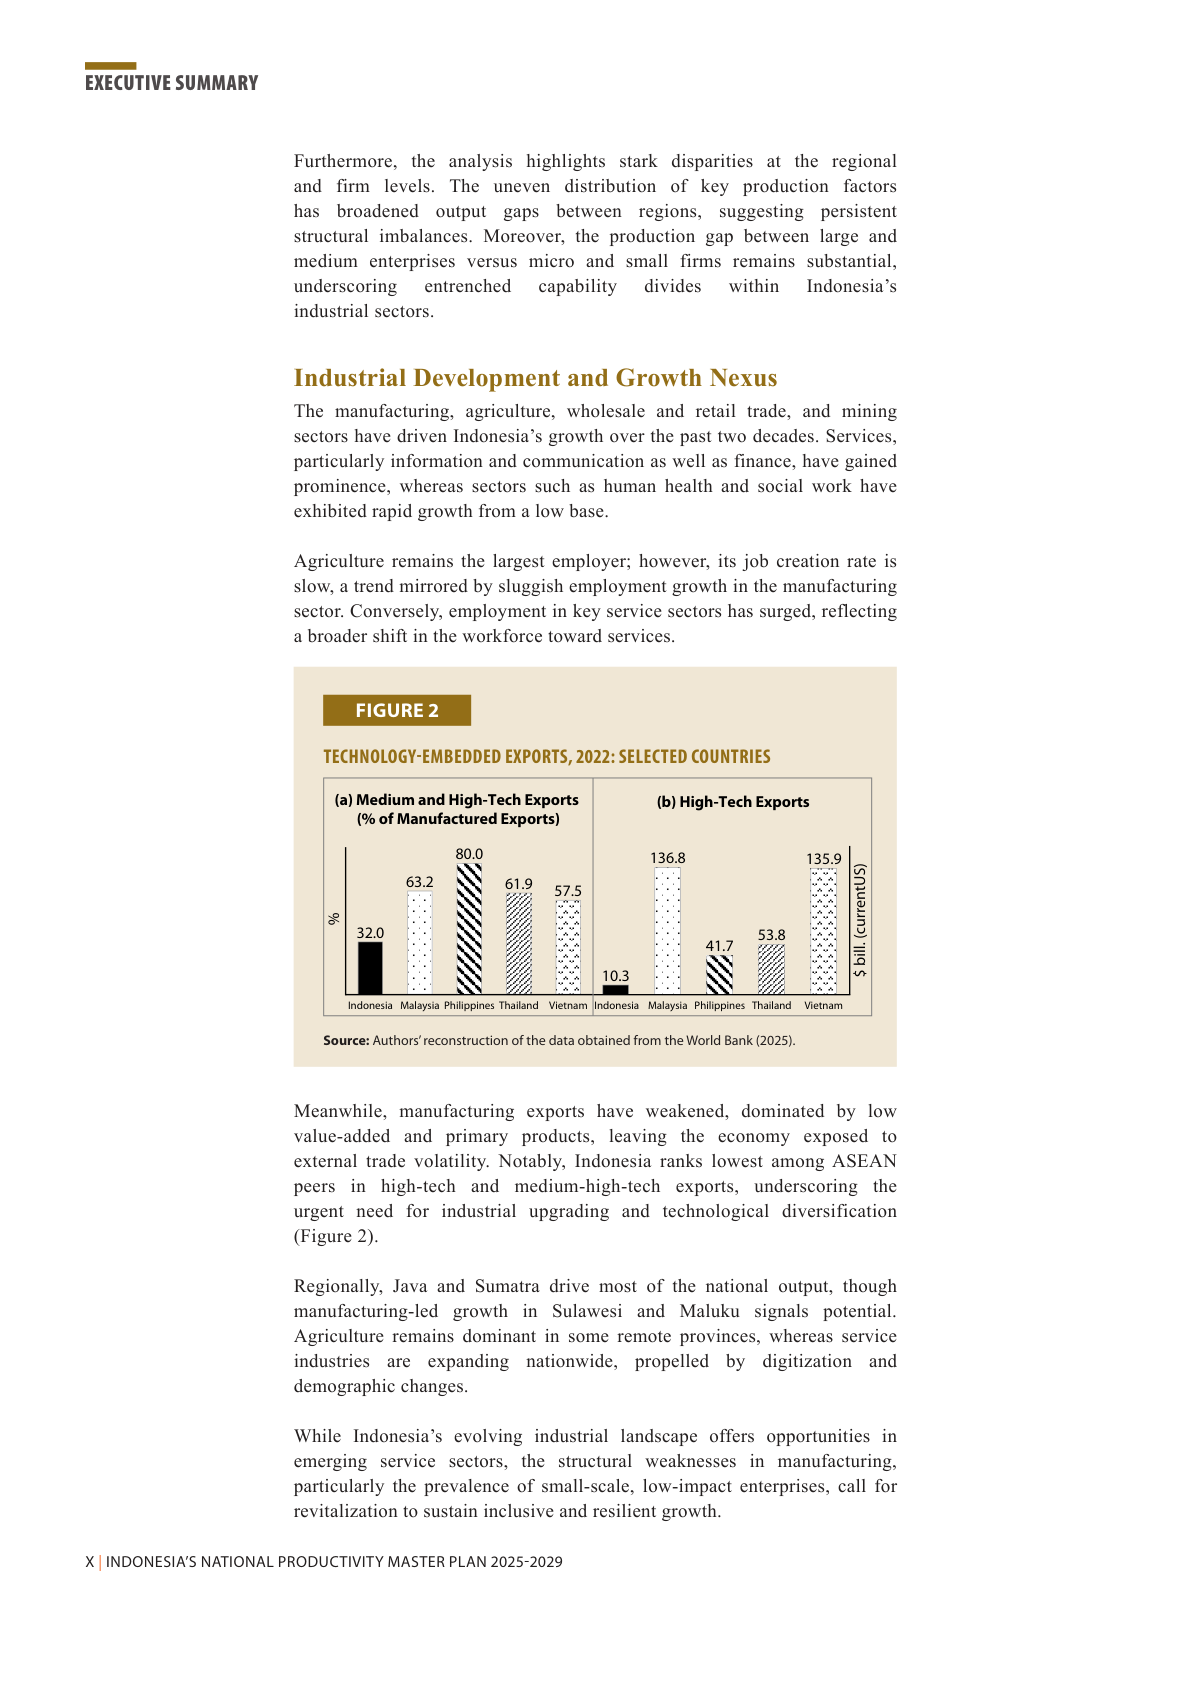 EXECUTIVE SUMMARY
Furthermore, the analysis highlights stark disparities at the regional
and firm levels. The uneven distribution of key production factors
has broadened output gaps between regions, suggesting persistent
structural imbalances. Moreover, the production gap between large and
medium enterprises versus micro and small firms remains substantial,
underscoring entrenched capability divides within Indonesia’s
industrial sectors.
Industrial Development and Growth Nexus
The manufacturing, agriculture, wholesale and retail trade, and mining
sectors have driven Indonesia’s growth over the past two decades. Services,
particularly information and communication as well as finance, have gained
prominence, whereas sectors such as human health and social work have
exhibited rapid growth from a low base.
Agriculture remains the largest employer; however, its job creation rate is
slow, a trend mirrored by sluggish employment growth in the manufacturing
sector. Conversely, employment in key service sectors has surged, reflecting
a broader shift in the workforce toward services.
FIGURE 2
TECHNOLOGY-EMBEDDED EXPORTS, 2022: SELECTED COUNTRIES
(a) Medium and High-Tech Exports
(% of Manufactured Exports)
%
32.0
63.2
80.0
61.9
57.5
Indonesia Malaysia Philippines Thailand Vietnam
(b) High-Tech Exports
10.3
136.8
41.7
53.8
135.9
$ bill. (currentUS)
Indonesia Malaysia Philippines Thailand Vietnam
Source: Authors’ reconstruction of the data obtained from the World Bank (2025).
Meanwhile, manufacturing exports have weakened, dominated by low
value-added and primary products, leaving the economy exposed to
external trade volatility. Notably, Indonesia ranks lowest among ASEAN
peers in high-tech and medium-high-tech exports, underscoring the
urgent need for industrial upgrading and technological diversification
(Figure 2).
Regionally, Java and Sumatra drive most of the national output, though
manufacturing-led growth in Sulawesi and Maluku signals potential.
Agriculture remains dominant in some remote provinces, whereas service
industries are expanding nationwide, propelled by digitization and
demographic changes.
While Indonesia’s evolving industrial landscape offers opportunities in
emerging service sectors, the structural weaknesses in manufacturing,
particularly the prevalence of small-scale, low-impact enterprises, call for
revitalization to sustain inclusive and resilient growth.
X | INDONESIA’S NATIONAL PRODUCTIVITY MASTER PLAN 2025-2029